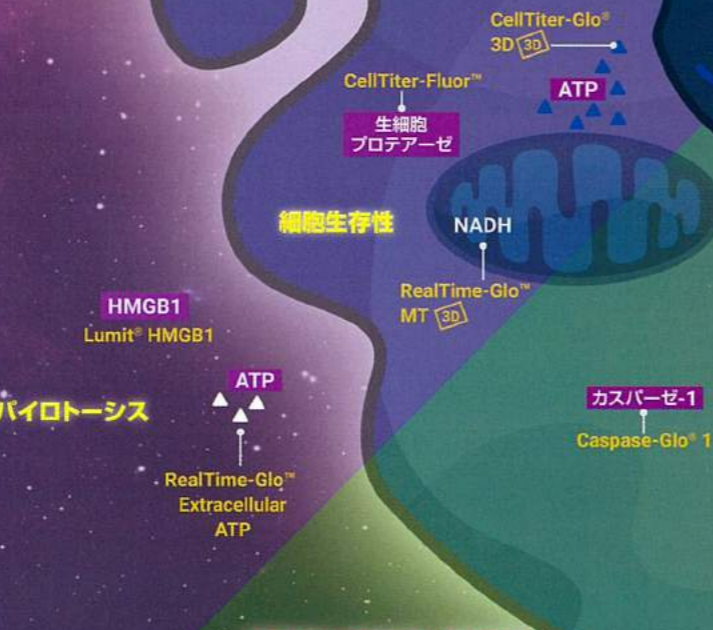 CellTiter-Glo®
3D 3D
CellTiter-Fluor™
ATP
生細胞
プロテアーゼ
細胞生存性
NADH
RealTime-Glo™
MT 3D
HMGB1
Lumit® HMGB1
ATP
パイロトーシス
カスパーゼ-1
Caspase-Glo® 1
RealTime-Glo™
Extracellular
ATP